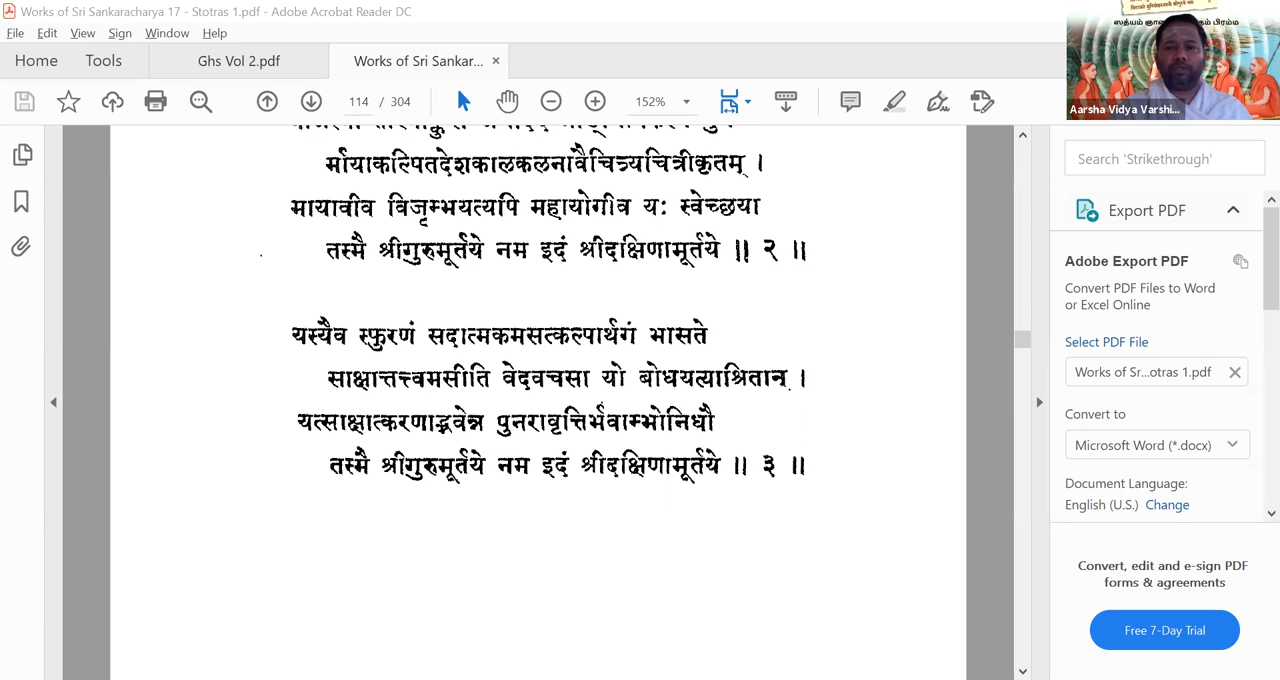 Works of Sri Sankaracharya 17 - Stotras 1.pdf - Adobe Acrobat Reader DC
File Edit View Sign Window Help
Home Tools Ghs Vol 2.pdf Works of Sri Sankar... ×
114 / 304 152%
Aarsha Vidya Varshi...
र्मायाकल्पितदेशकालकलनावैचित्र्यचित्रीकृतम् ।
मायावीव विजृम्भयत्यपि महायोगीव यः स्वेच्छया
तस्मै श्रीगुरुमूर्तये नम इदं श्रीदक्षिणामूर्तये ॥ २ ॥
यस्यैव स्फुरणं सदात्मकमसत्कल्पार्थगं भासते
साक्षात्तत्त्वमसीति वेदवचसा यो बोधयत्याश्रितान् ।
यत्साक्षात्करणाद्भवेन्न पुनरावृत्तिर्भवाम्भोनिधौ
तस्मै श्रीगुरुमूर्तये नम इदं श्रीदक्षिणामूर्तये ॥ ३ ॥
Search 'Strikethrough'
Export PDF
Adobe Export PDF
Convert PDF Files to Word
or Excel Online
Select PDF File
Works of Sr...otras 1.pdf
Convert to
Microsoft Word (*.docx)
Document Language:
English (U.S.) Change
Convert, edit and e-sign PDF
forms & agreements
Free 7-Day Trial